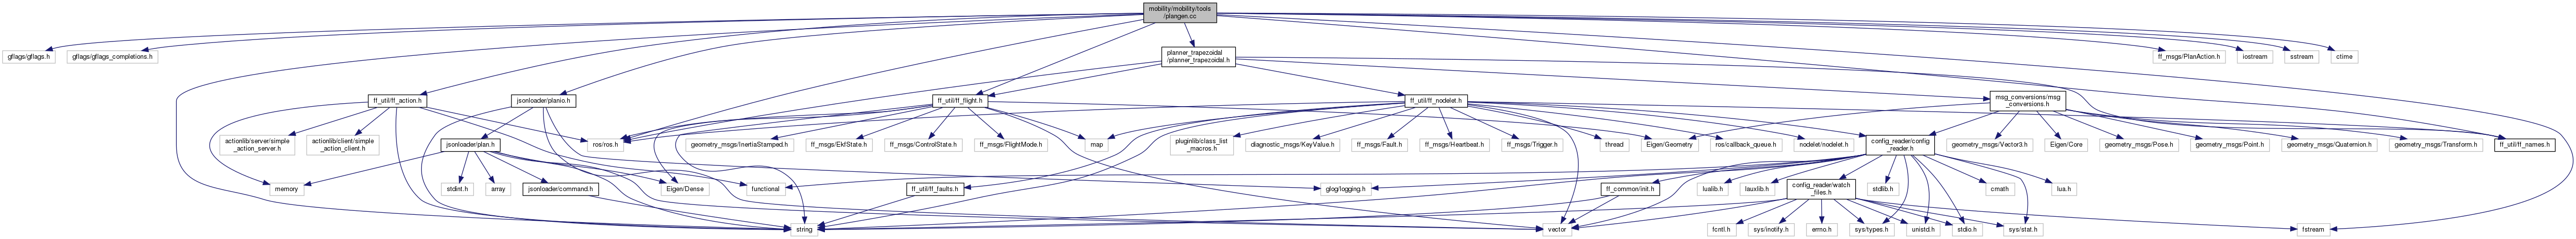 mobility/mobility/tools
/plangen.cc
gflags/gflags.h
gflags/gflags_completions.h
planner_trapezoidal
/planner_trapezoidal.h
ff_msgs/PlanAction.h
iostream
sstream
ctime
ff_util/ff_action.h
jsonloader/planio.h
ff_util/ff_flight.h
ff_util/ff_nodelet.h
msg_conversions/msg
_conversions.h
actionlib/server/simple
_action_server.h
actionlib/client/simple
_action_client.h
jsonloader/plan.h
ros/ros.h
geometry_msgs/InertiaStamped.h
ff_msgs/EkfState.h
ff_msgs/ControlState.h
ff_msgs/FlightMode.h
map
pluginlib/class_list
_macros.h
diagnostic_msgs/KeyValue.h
ff_msgs/Fault.h
ff_msgs/Heartbeat.h
ff_msgs/Trigger.h
thread
Eigen/Geometry
ros/callback_queue.h
nodelet/nodelet.h
config_reader/config
_reader.h
geometry_msgs/Vector3.h
Eigen/Core
geometry_msgs/Pose.h
geometry_msgs/Point.h
geometry_msgs/Quaternion.h
geometry_msgs/Transform.h
ff_util/ff_names.h
memory
stdint.h
array
jsonloader/command.h
Eigen/Dense
functional
ff_util/ff_faults.h
glog/logging.h
ff_common/init.h
lualib.h
lauxlib.h
config_reader/watch
_files.h
stdlib.h
cmath
lua.h
string
vector
fcntl.h
sys/inotify.h
errno.h
sys/types.h
unistd.h
stdio.h
sys/stat.h
fstream